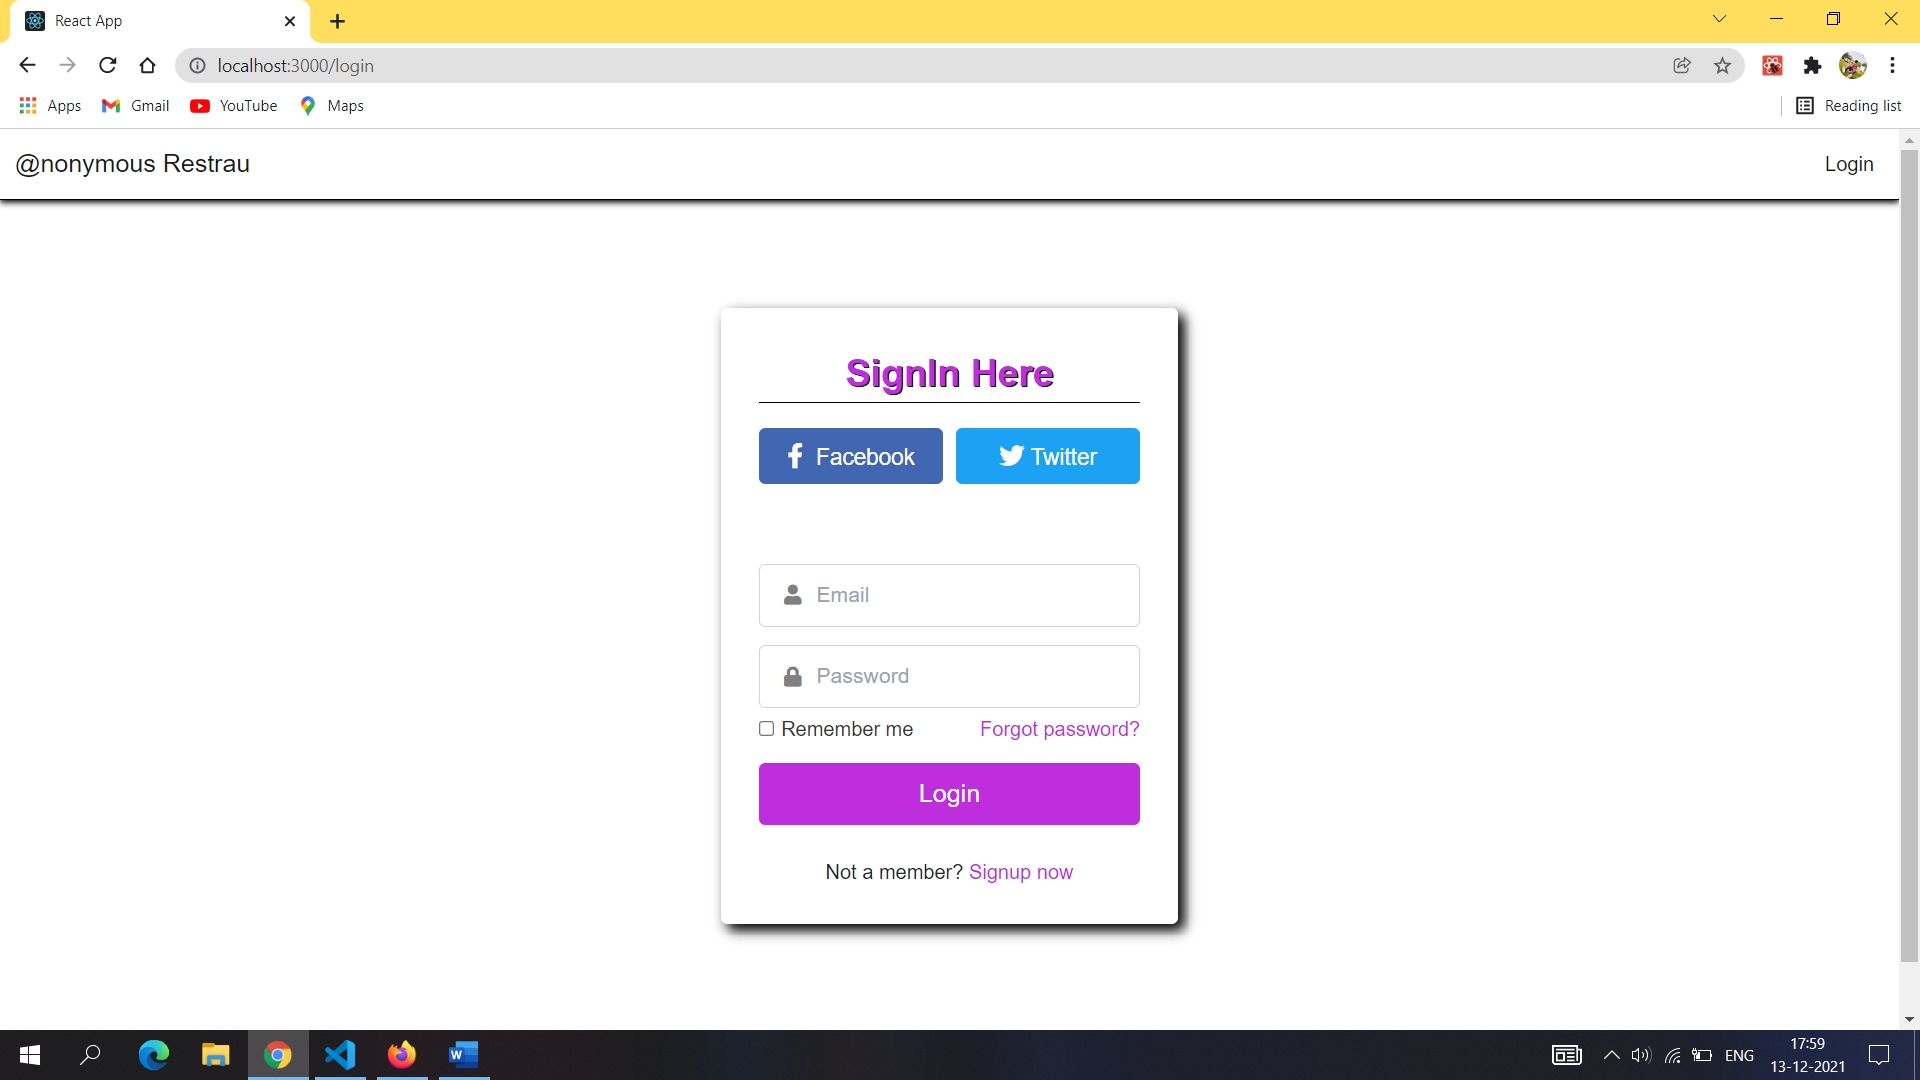 React App
localhost:3000/login
Apps Gmail YouTube Maps Reading list
@nonymous Restrau Login
SignIn Here
Facebook Twitter
Email
Password
Remember me Forgot password?
Login
Not a member? Signup now
ENG 17:59
13-12-2021